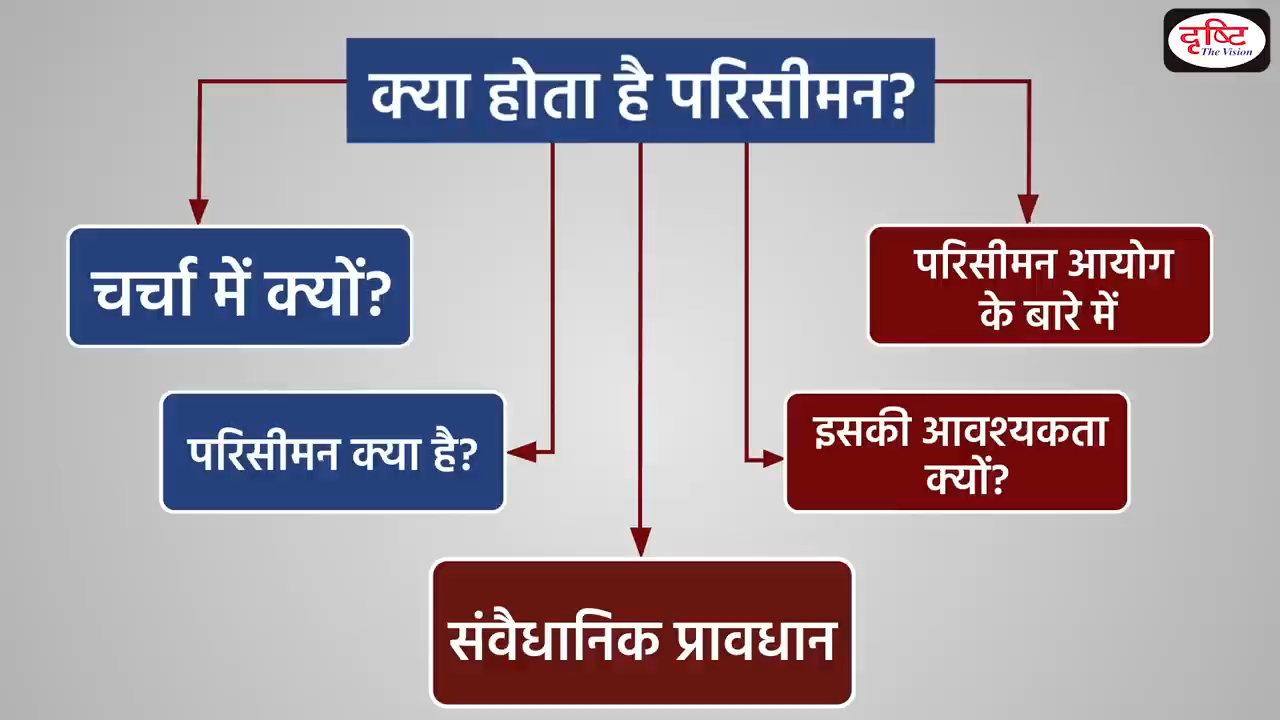 दृष्टि
The Vision
क्या होता है परिसीमन?
चर्चा में क्यों?
परिसीमन आयोग
के बारे में
परिसीमन क्या है?
इसकी आवश्यकता
क्यों?
संवैधानिक प्रावधान